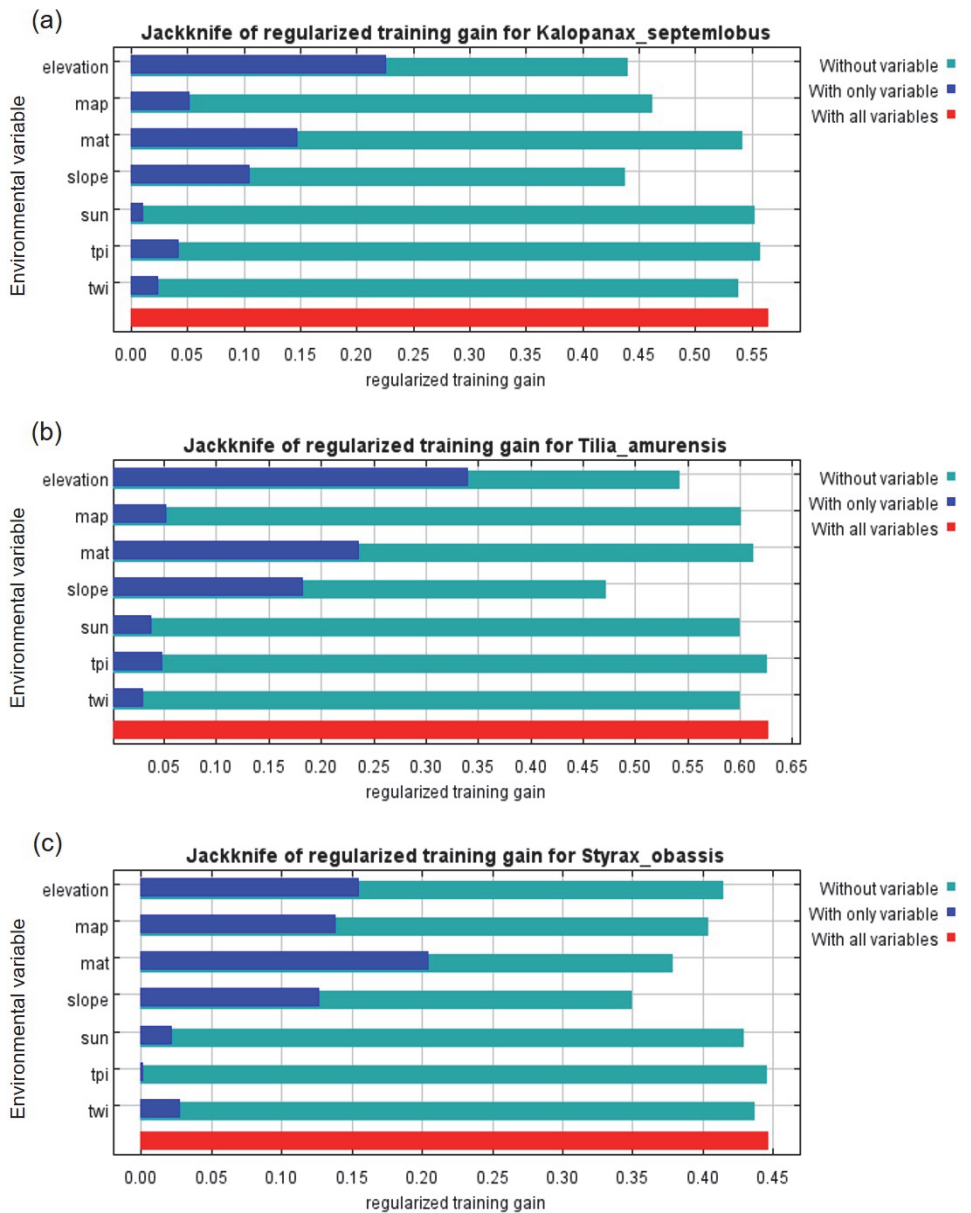 (a)
Jackknife of regularized training gain for Kalopanax_septemlobus
Environmental variable
elevation
map
mat
slope
sun
tpi
twi
Without variable
With only variable
With all variables
0.00 0.05 0.10 0.15 0.20 0.25 0.30 0.35 0.40 0.45 0.50 0.55
regularized training gain
(b)
Jackknife of regularized training gain for Tilia_amurensis
Environmental variable
elevation
map
mat
slope
sun
tpi
twi
Without variable
With only variable
With all variables
0.05 0.10 0.15 0.20 0.25 0.30 0.35 0.40 0.45 0.50 0.55 0.60 0.65
regularized training gain
(c)
Jackknife of regularized training gain for Styrax_obassis
Environmental variable
elevation
map
mat
slope
sun
tpi
twi
Without variable
With only variable
With all variables
0.00 0.05 0.10 0.15 0.20 0.25 0.30 0.35 0.40 0.45
regularized training gain